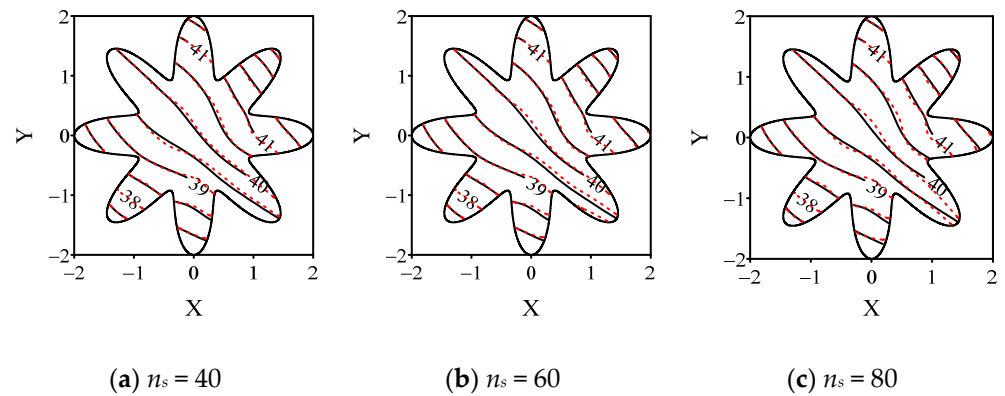 2 2 2
41 41 41
1 1 1
Y 0 Y 0 Y 0
41 41 41
39 40 39 40 39 40
−1 38 −1 38 −1 38
−2 −2 −2
−2 −1 0 1 2 −2 −1 0 1 2 −2 −1 0 1 2
X X X
(a) ns = 40 (b) ns = 60 (c) ns = 80